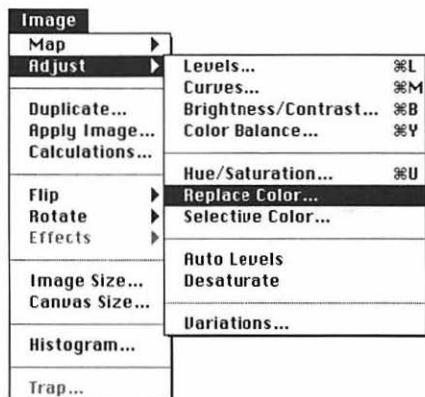 Image
Map
Adjust
Duplicate...
Apply Image...
Calculations...
Flip
Rotate
Effects
Image Size...
Canvas Size...
Histogram...
Trap...
Levels... ⌘L
Curves... ⌘M
Brightness/Contrast... ⌘B
Color Balance... ⌘Y
Hue/Saturation... ⌘U
Replace Color...
Selective Color...
Auto Levels
Desaturate
Variations...